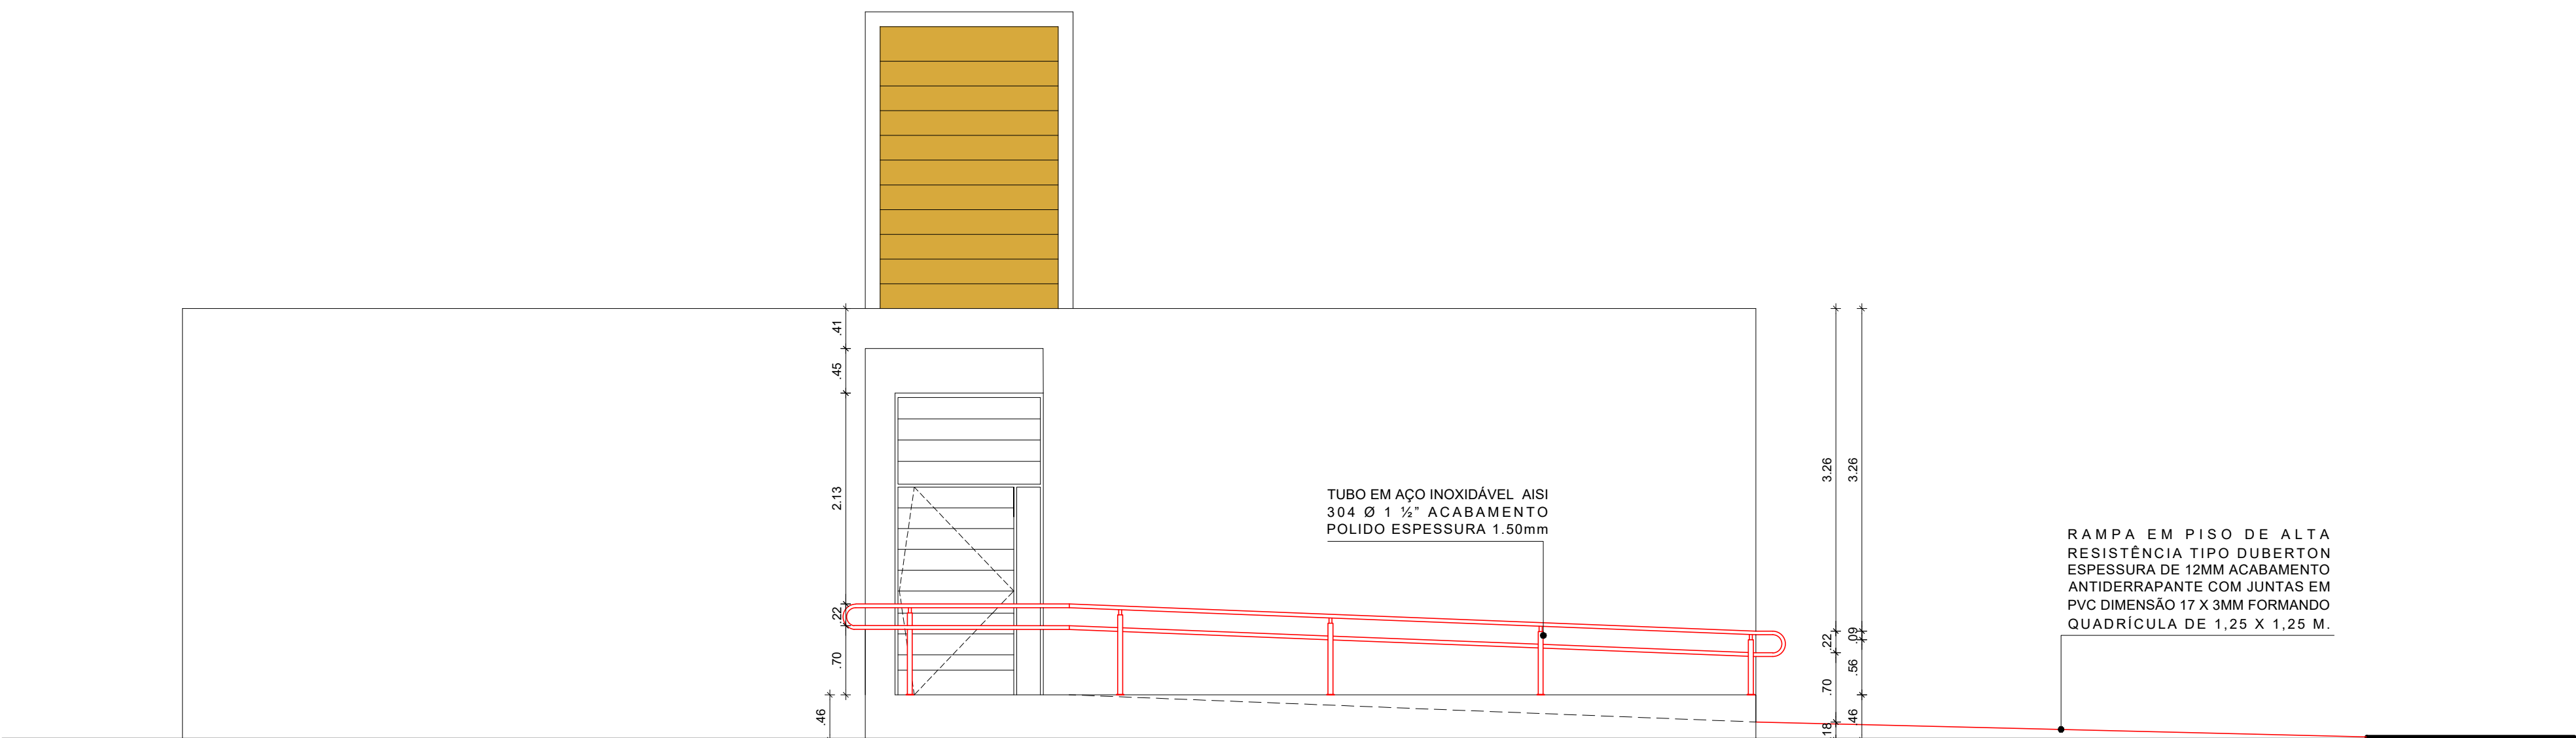 .41
.45
2.13
.22
.70
.46
TUBO EM AÇO INOXIDÁVEL AISI
304 Ø 1 ½" ACABAMENTO
POLIDO ESPESSURA 1.50mm
3.26
.22
.70
.18
3.26
.09
.56
.46
RAMPA EM PISO DE ALTA
RESISTÊNCIA TIPO DUBERTON
ESPESSURA DE 12MM ACABAMENTO
ANTIDERRAPANTE COM JUNTAS EM
PVC DIMENSÃO 17 X 3MM FORMANDO
QUADRÍCULA DE 1,25 X 1,25 M.